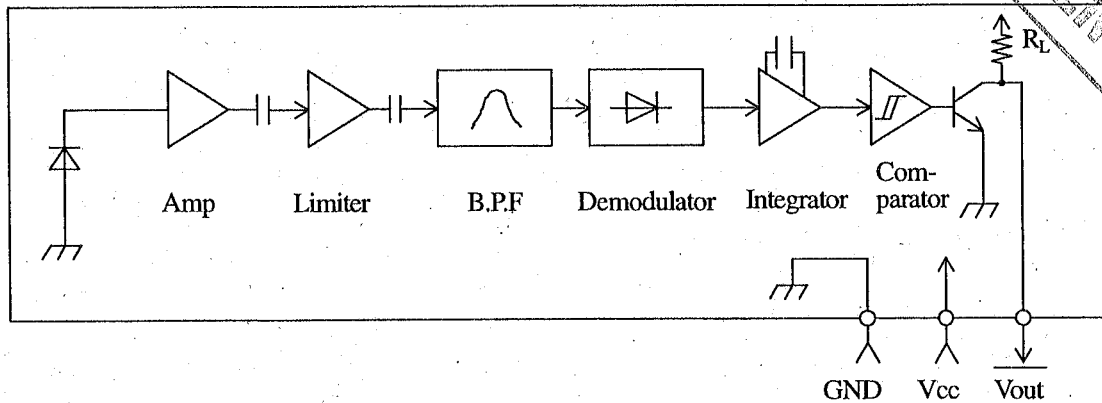 R_L
Amp
Limiter
B.P.F
Demodulator
Integrator
Com-
parator
GND
Vcc
Vout